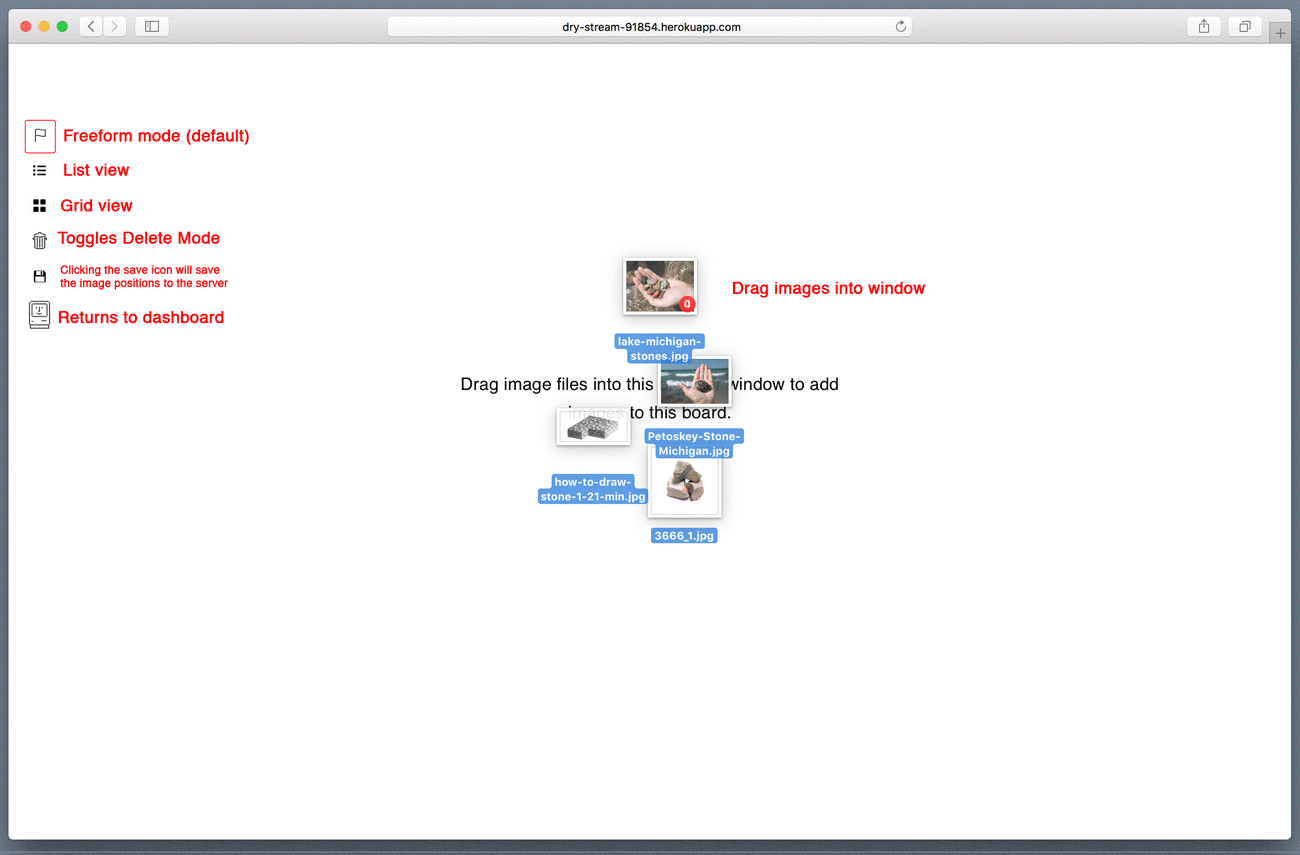 dry-stream-91854.herokuapp.com
Freeform mode (default)
List view
Grid view
Toggles Delete Mode
Clicking the save icon will save
the image positions to the server
Returns to dashboard
Drag images into window
lake-michigan-
stones.jpg
Drag image files into this window to add
images to this board.
Petoskey-Stone-
Michigan.jpg
how-to-draw-
stone-1-21-min.jpg
3666_1.jpg